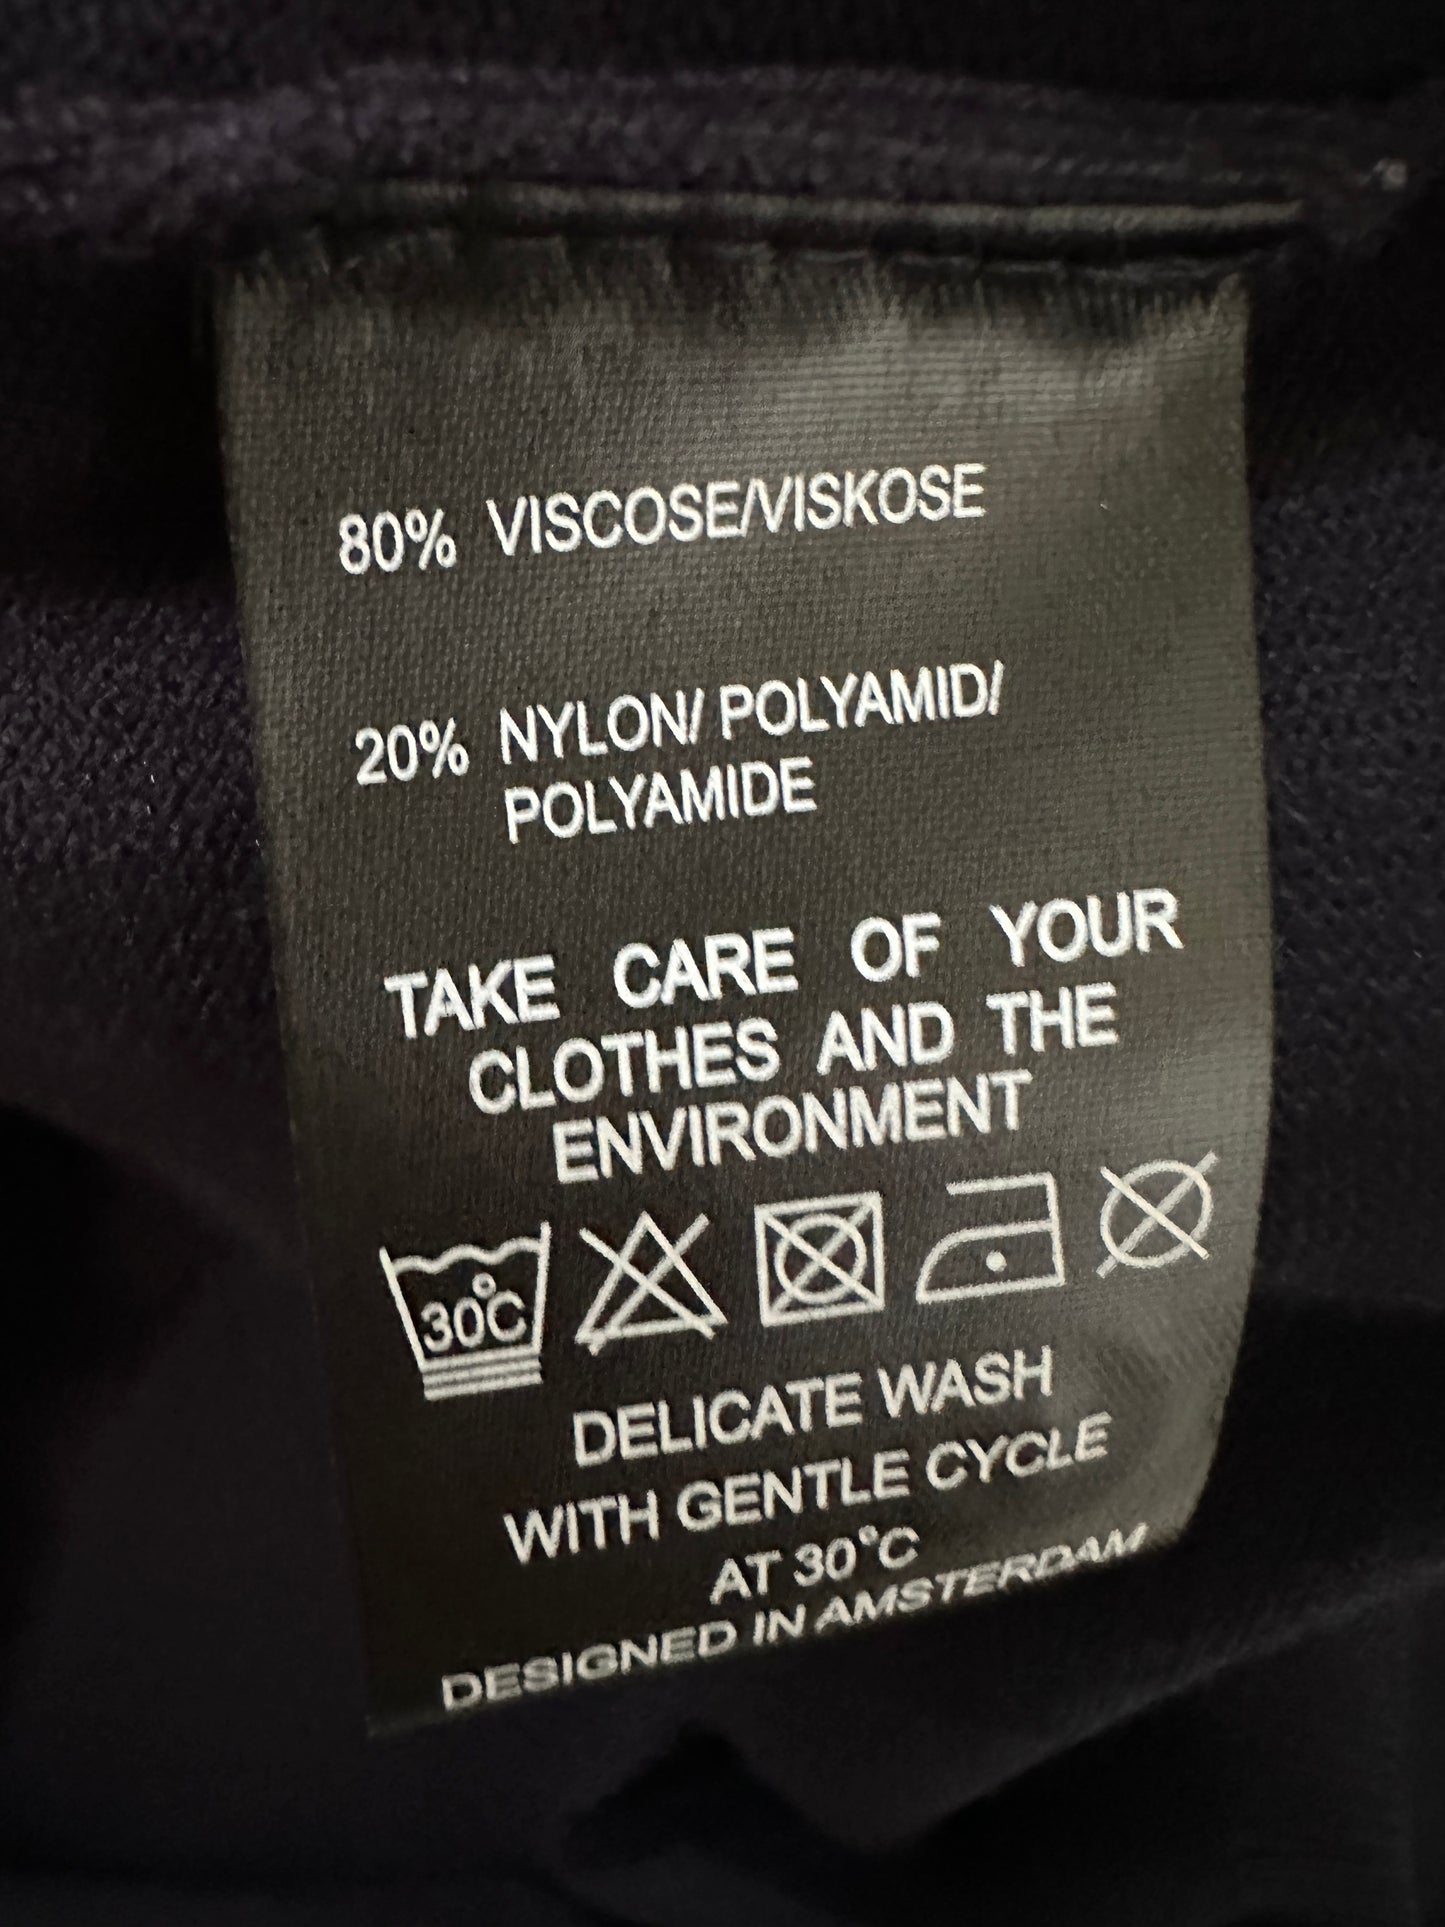 80% VISCOSE/VISKOSE
20% NYLON/ POLYAMID/
POLYAMIDE
TAKE CARE OF YOUR
CLOTHES AND THE
ENVIRONMENT
30°C
DELICATE WASH
WITH GENTLE CYCLE
AT 30°C
DESIGNED IN AMSTERDAM